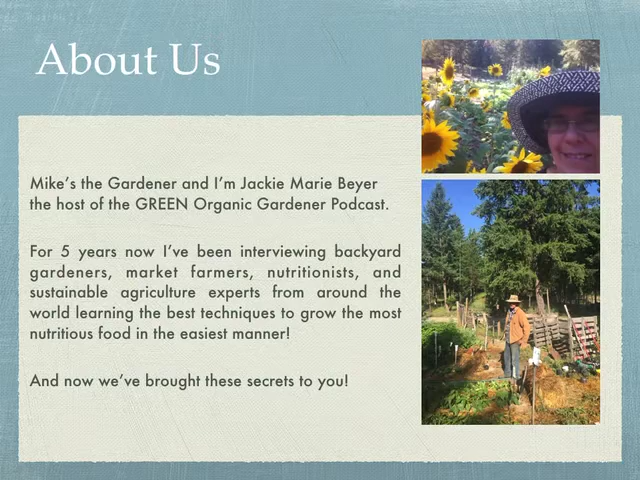 About Us
Mike’s the Gardener and I’m Jackie Marie Beyer
the host of the GREEN Organic Gardener Podcast.
For 5 years now I’ve been interviewing backyard
gardeners, market farmers, nutritionists, and
sustainable agriculture experts from around the
world learning the best techniques to grow the most
nutritious food in the easiest manner!
And now we’ve brought these secrets to you!